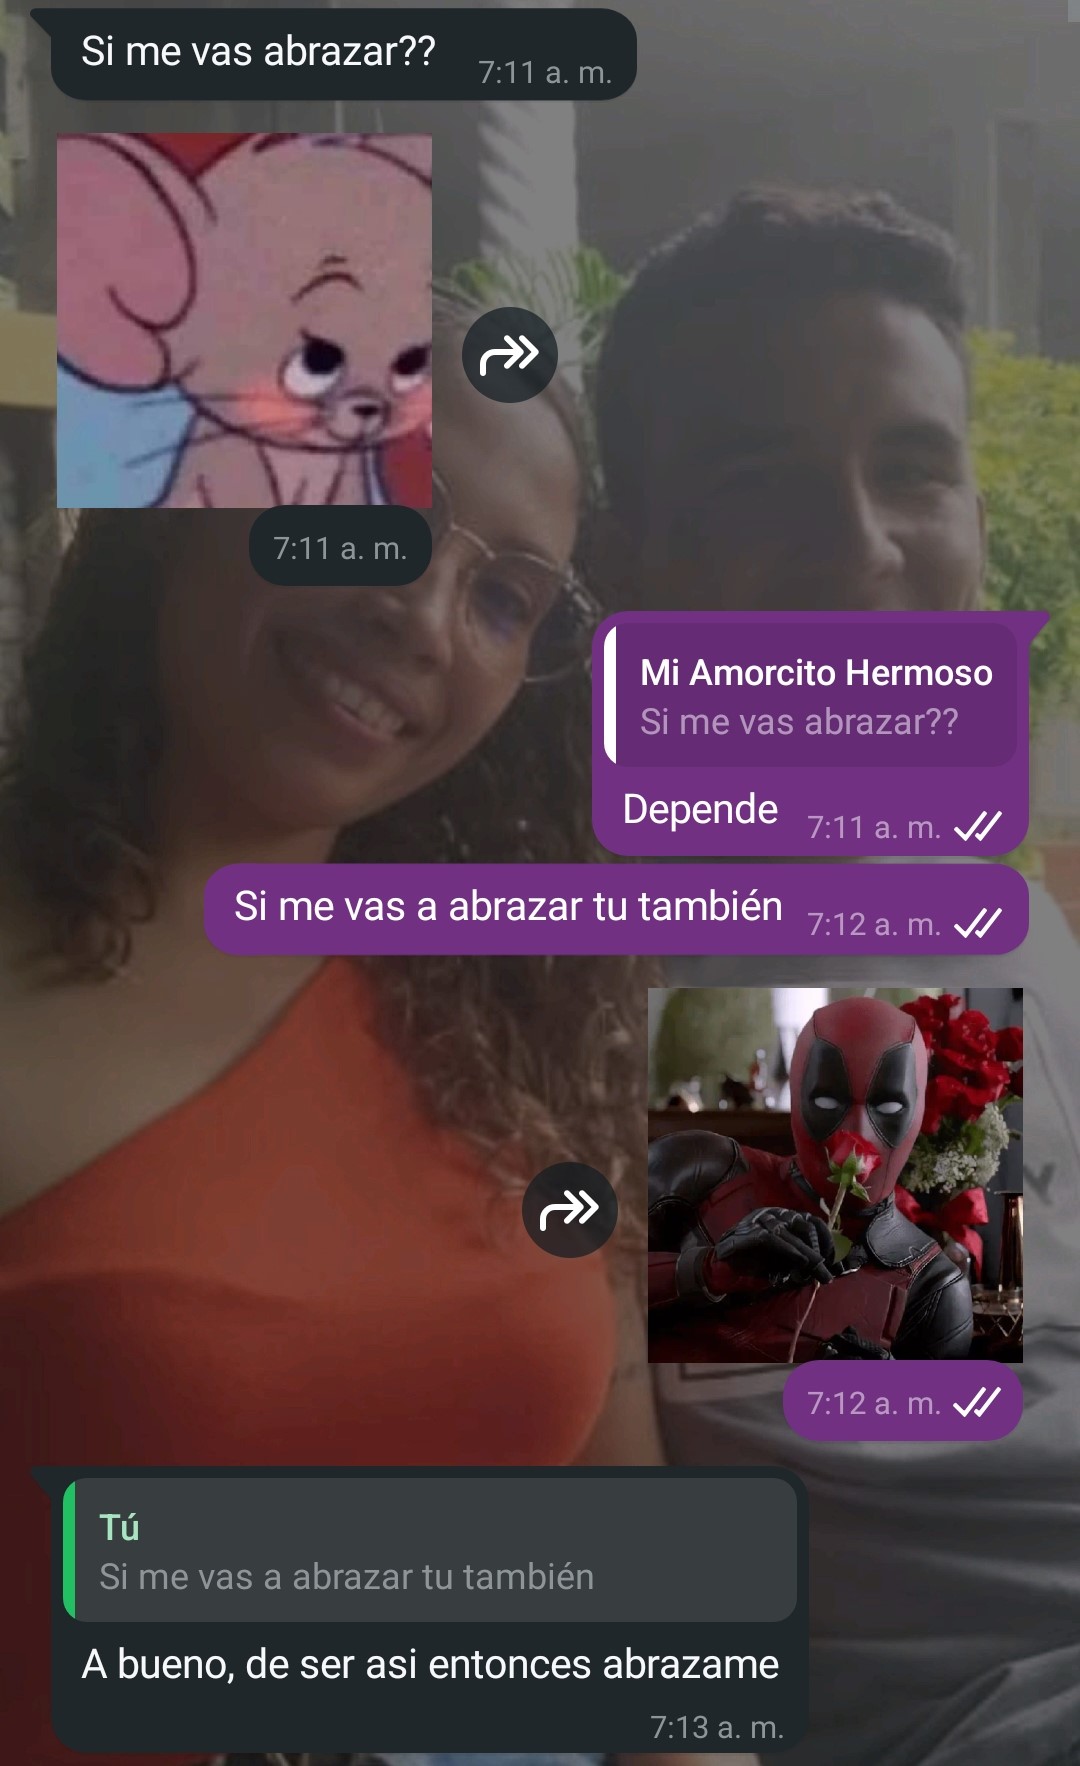 Si me vas abrazar??
7:11 a. m.
7:11 a. m.
Mi Amorcito Hermoso
Si me vas abrazar??
Depende
7:11 a. m.
Si me vas a abrazar tu también
7:12 a. m.
7:12 a. m.
Tú
Si me vas a abrazar tu también
A bueno, de ser asi entonces abrazame
7:13 a. m.